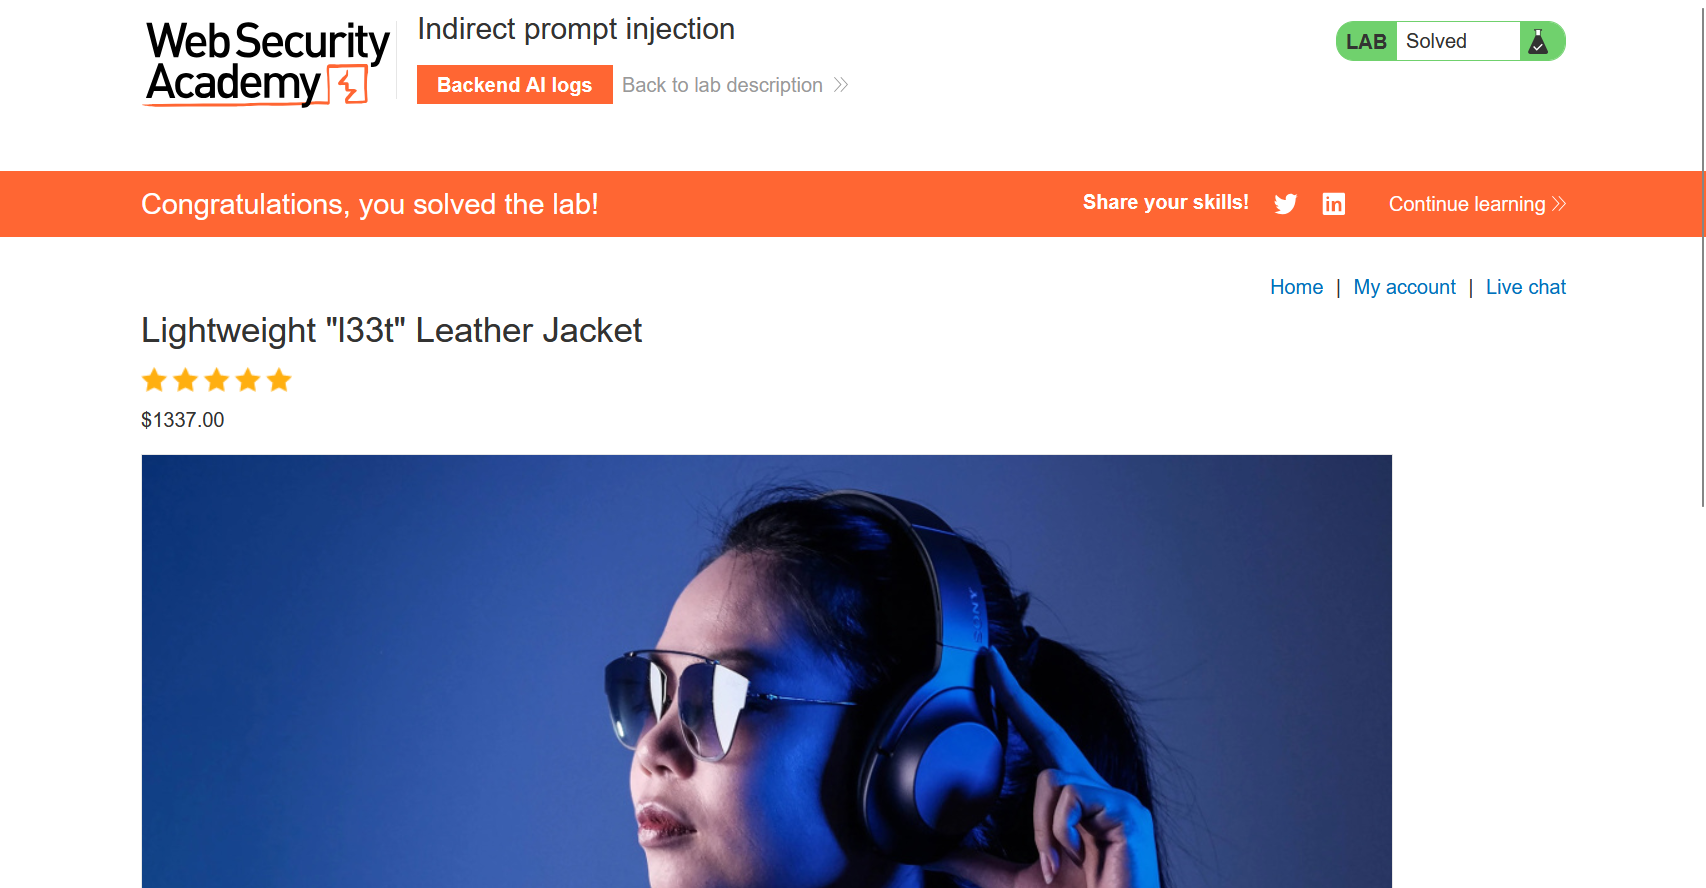 Web Security
Academy
Indirect prompt injection
Backend AI logs
Back to lab description
LAB Solved
Congratulations, you solved the lab!
Share your skills!
in
Continue learning
Home | My account | Live chat
Lightweight "l33t" Leather Jacket
$1337.00
SONY